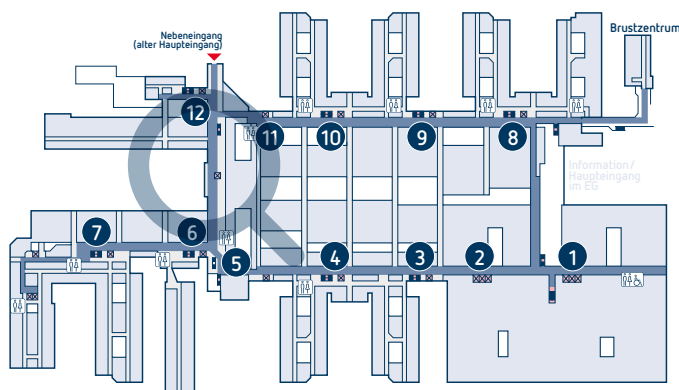 Nebeneingang
(alter Haupteingang)
Brustzentrum
12
11
10
9
8
Information/
Haupteingang
im EG
7
6
5
4
3
2
1